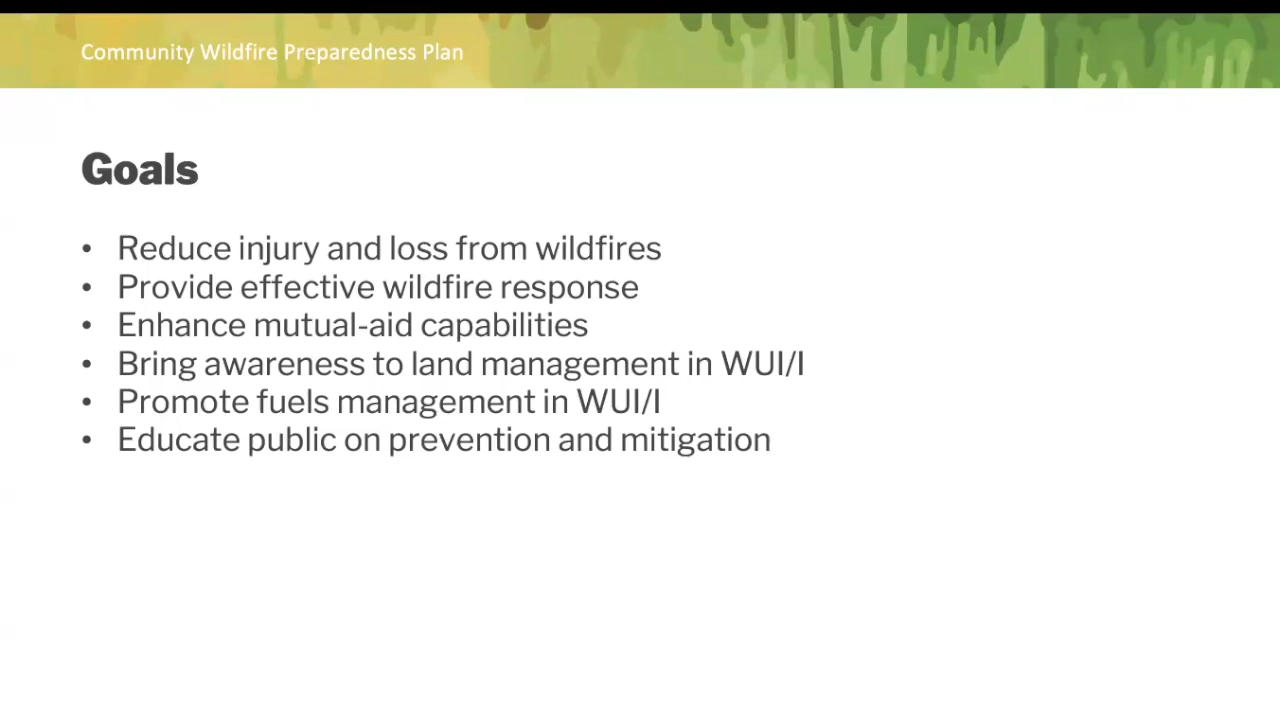 Community Wildfire Preparedness Plan
Goals
• Reduce injury and loss from wildfires
• Provide effective wildfire response
• Enhance mutual-aid capabilities
• Bring awareness to land management in WUI/I
• Promote fuels management in WUI/I
• Educate public on prevention and mitigation